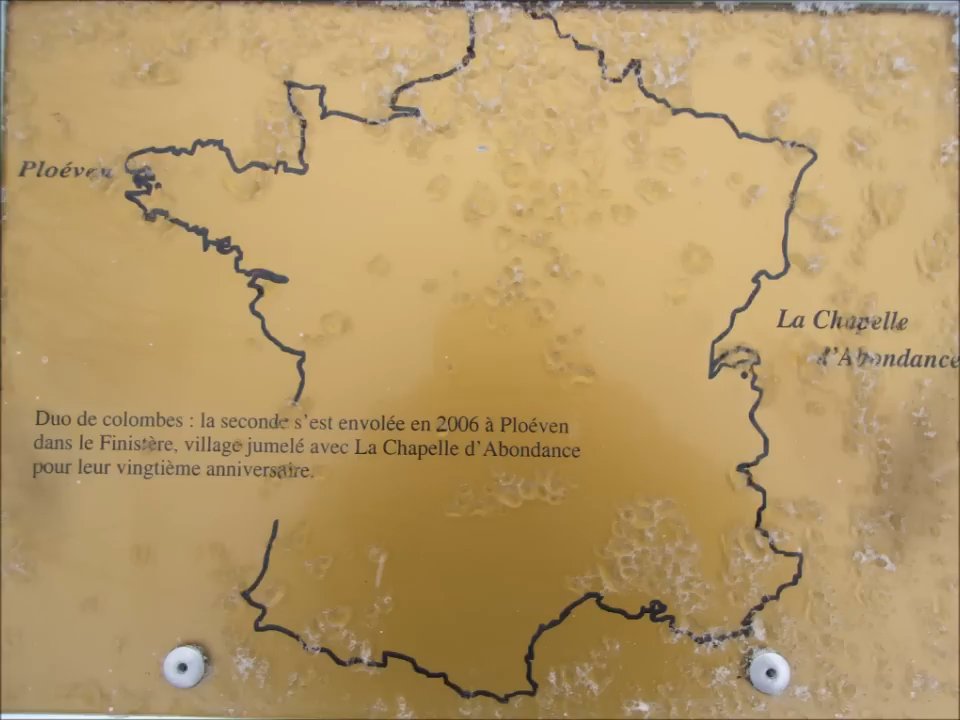 Ploéven
La Chapelle
d'Abondance
Duo de colombes : la seconde s'est envolée en 2006 à Ploéven
dans le Finistère, village jumelé avec La Chapelle d'Abondance
pour leur vingtième anniversaire.